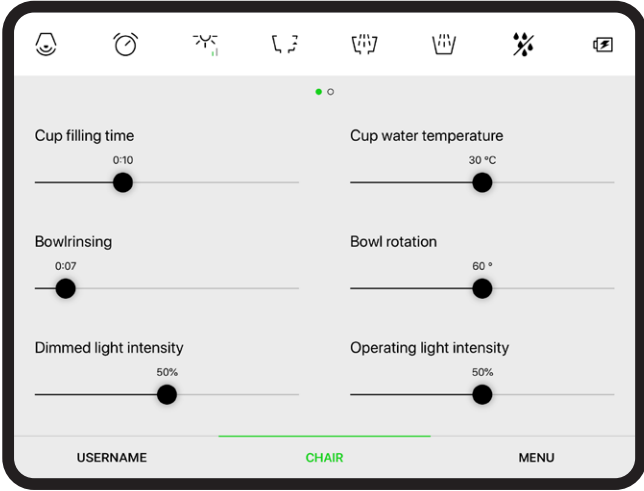 Cup filling time
0:10
Cup water temperature
30 °C
Bowlrinsing
0:07
Bowl rotation
60 °
Dimmed light intensity
50%
Operating light intensity
50%
USERNAME
CHAIR
MENU